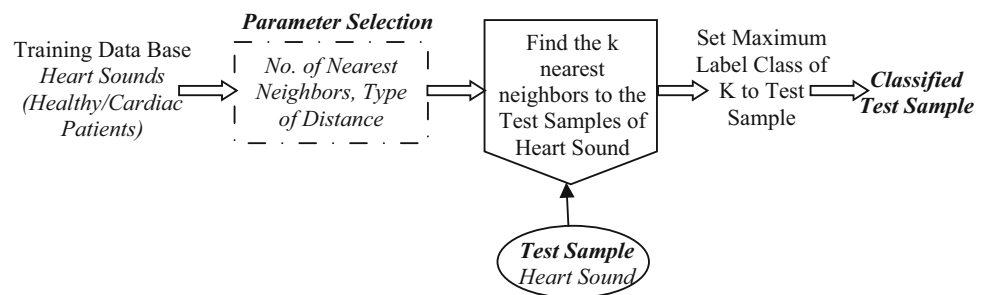 Parameter Selection
Training Data Base
Heart Sounds
(Healthy/Cardiac
Patients)
No. of Nearest
Neighbors, Type
of Distance
Find the k
nearest
neighbors to the
Test Samples of
Heart Sound
Set Maximum
Label Class of
K to Test
Sample
Classified
Test Sample
Test Sample
Heart Sound